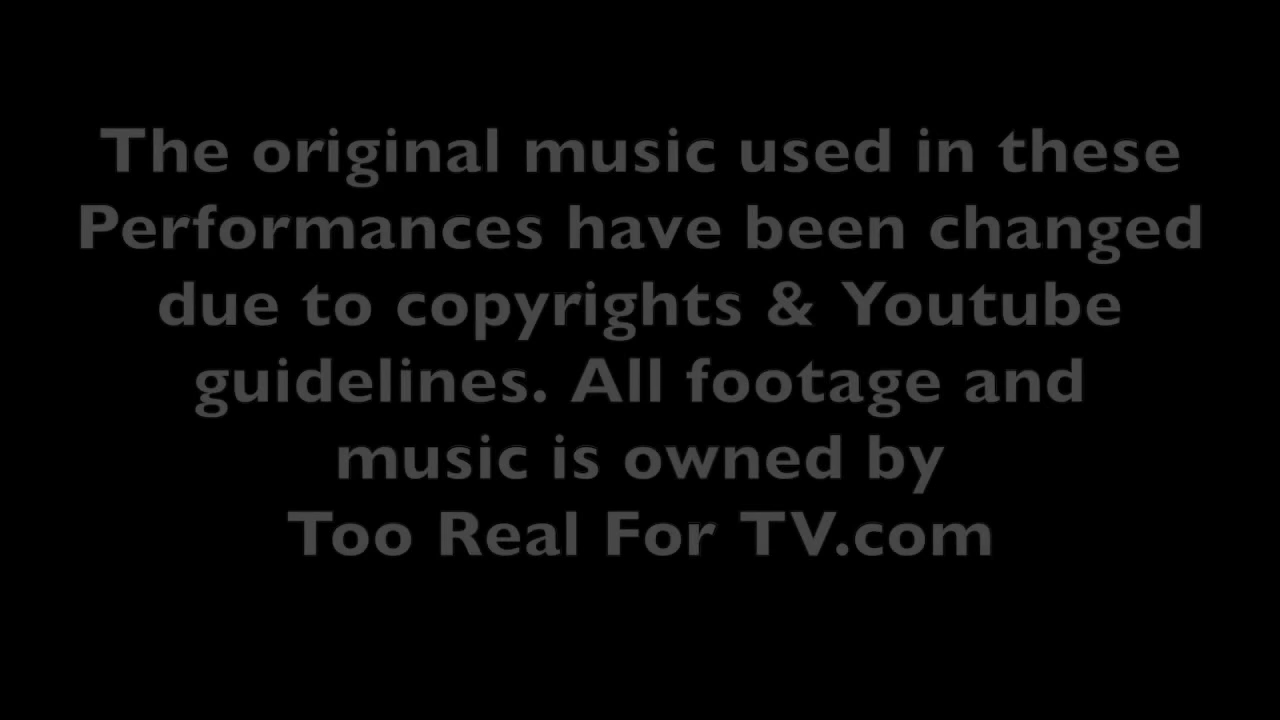 The original music used in these
Performances have been changed
due to copyrights & Youtube
guidelines. All footage and
music is owned by
Too Real For TV.com